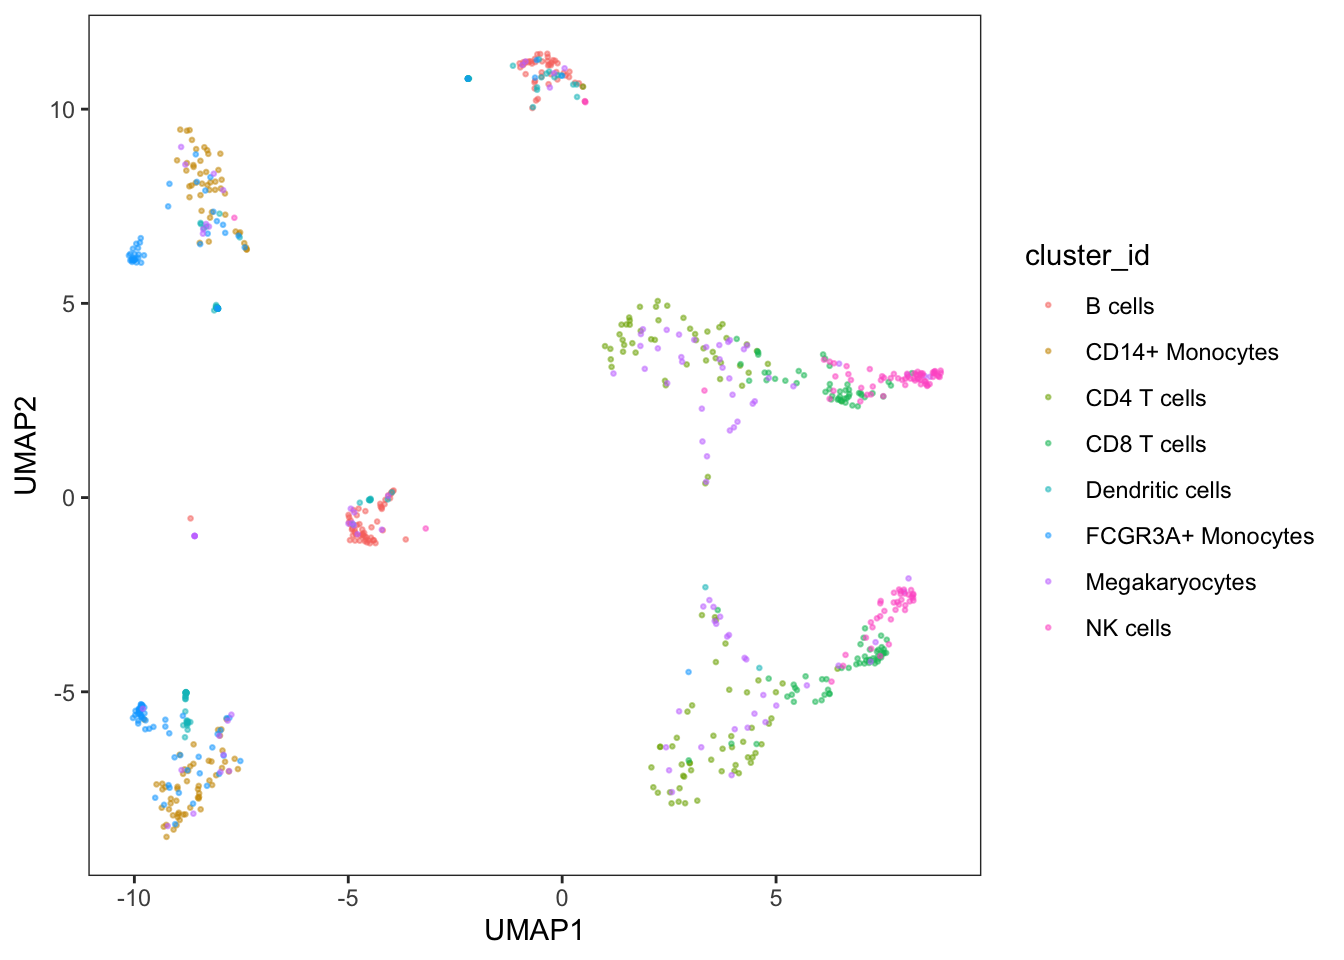 10
5
0
-5
-10
-5
0
5
UMAP1
UMAP2
cluster_id
B cells
CD14+ Monocytes
CD4 T cells
CD8 T cells
Dendritic cells
FCGR3A+ Monocytes
Megakaryocytes
NK cells